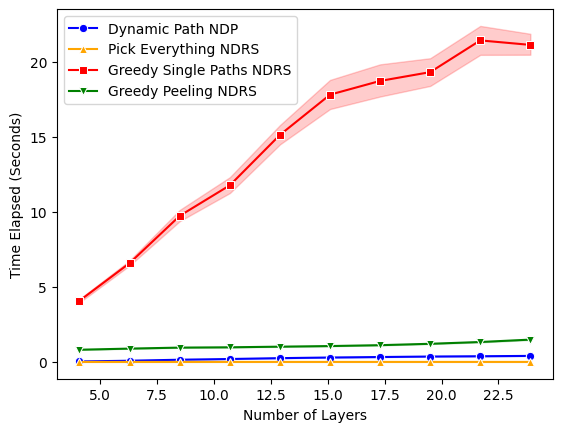 Dynamic Path NDP
Pick Everything NDRS
Greedy Single Paths NDRS
Greedy Peeling NDRS
Time Elapsed (Seconds)
20
15
10
5
0
5.0 7.5 10.0 12.5 15.0 17.5 20.0 22.5
Number of Layers